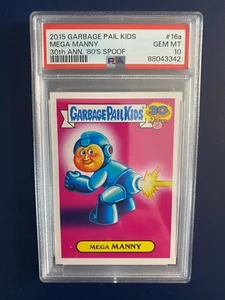 2015 GARBAGE PAIL KIDS #16a
MEGA MANNY GEM MT
30th ANN. '80'S SPOOF 10
PSA 88043342
GARBAGE PAIL KIDS
30
MEGA MANNY